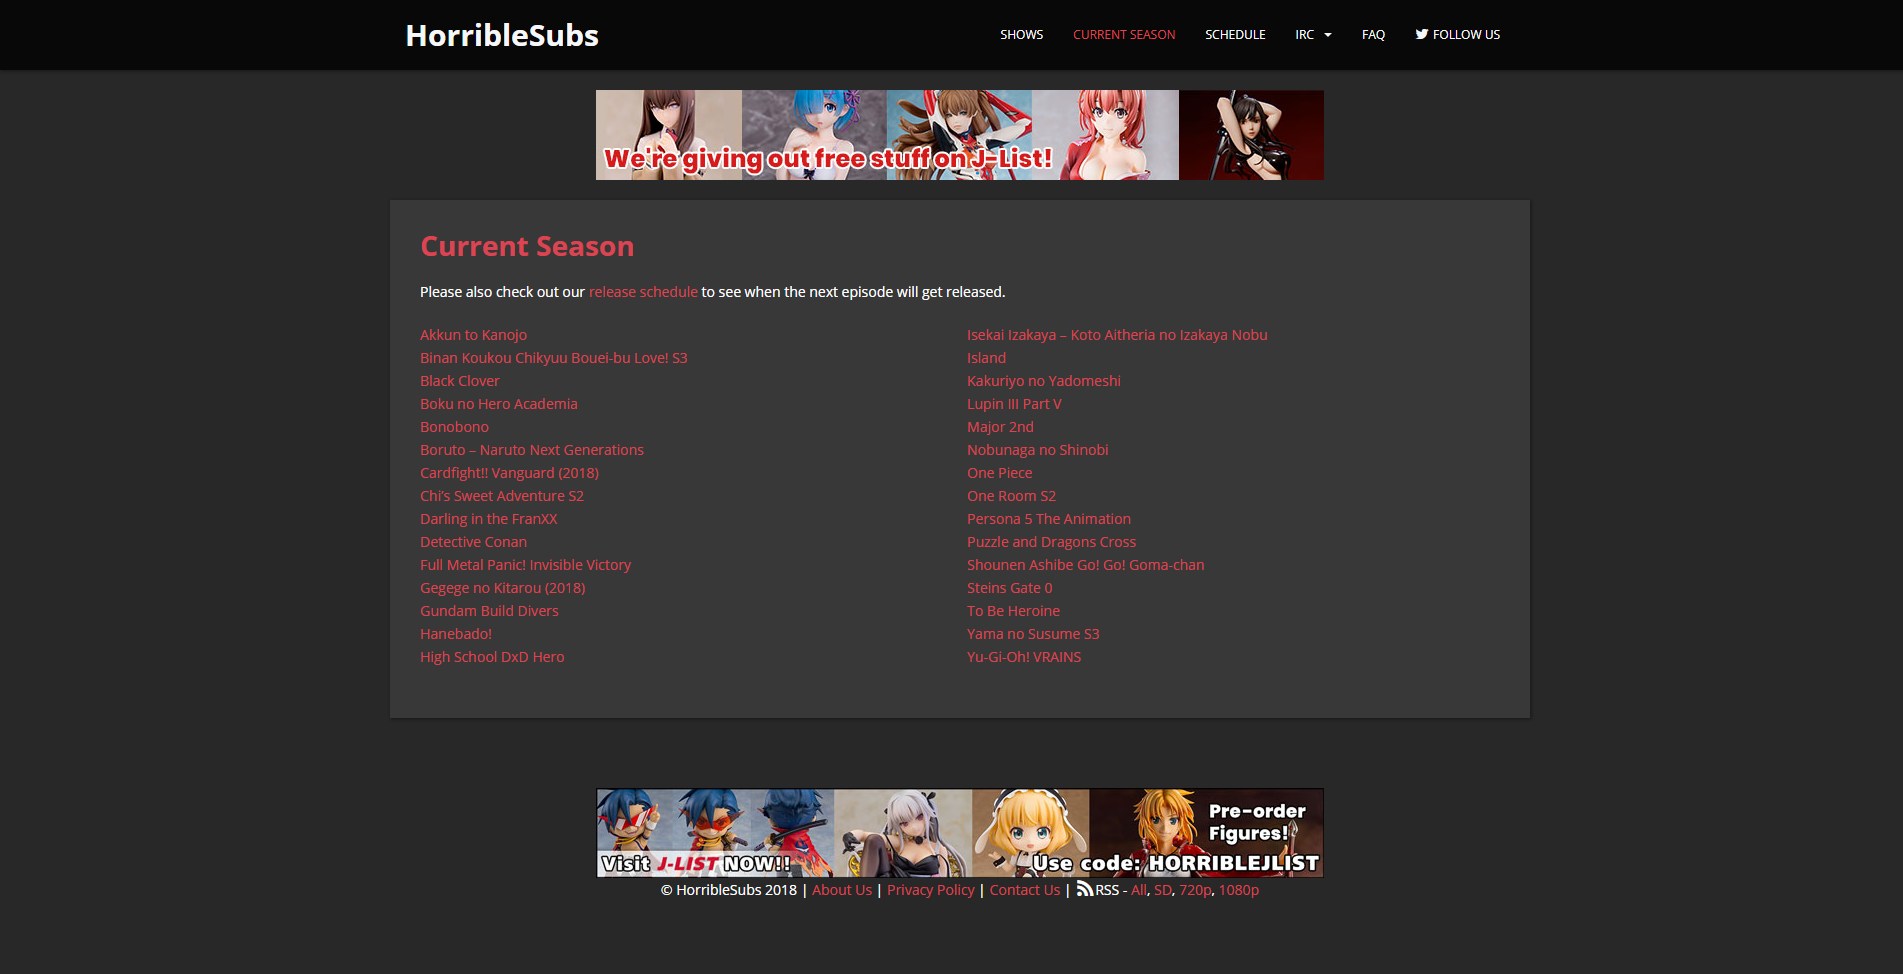 HorribleSubs
SHOWS
CURRENT SEASON
SCHEDULE
IRC
FAQ
FOLLOW US
We're giving out free stuff on J-List!
Current Season
Please also check out our release schedule to see when the next episode will get released.
Akkun to Kanojo
Binan Koukou Chikyuu Bouei-bu Love! S3
Black Clover
Boku no Hero Academia
Bonobono
Boruto – Naruto Next Generations
Cardfight!! Vanguard (2018)
Chi’s Sweet Adventure S2
Darling in the FranXX
Detective Conan
Full Metal Panic! Invisible Victory
Gegege no Kitarou (2018)
Gundam Build Divers
Hanebado!
High School DxD Hero
Isekai Izakaya – Koto Aitheria no Izakaya Nobu
Island
Kakuriyo no Yadomeshi
Lupin III Part V
Major 2nd
Nobunaga no Shinobi
One Piece
One Room S2
Persona 5 The Animation
Puzzle and Dragons Cross
Shounen Ashibe Go! Go! Goma-chan
Steins Gate 0
To Be Heroine
Yama no Susume S3
Yu-Gi-Oh! VRAINS
Pre-order
Figures!
Visit J-LIST NOW!!
Use code: HORRIBLEJLIST
© HorribleSubs 2018 | About Us | Privacy Policy | Contact Us | RSS - All, SD, 720p, 1080p